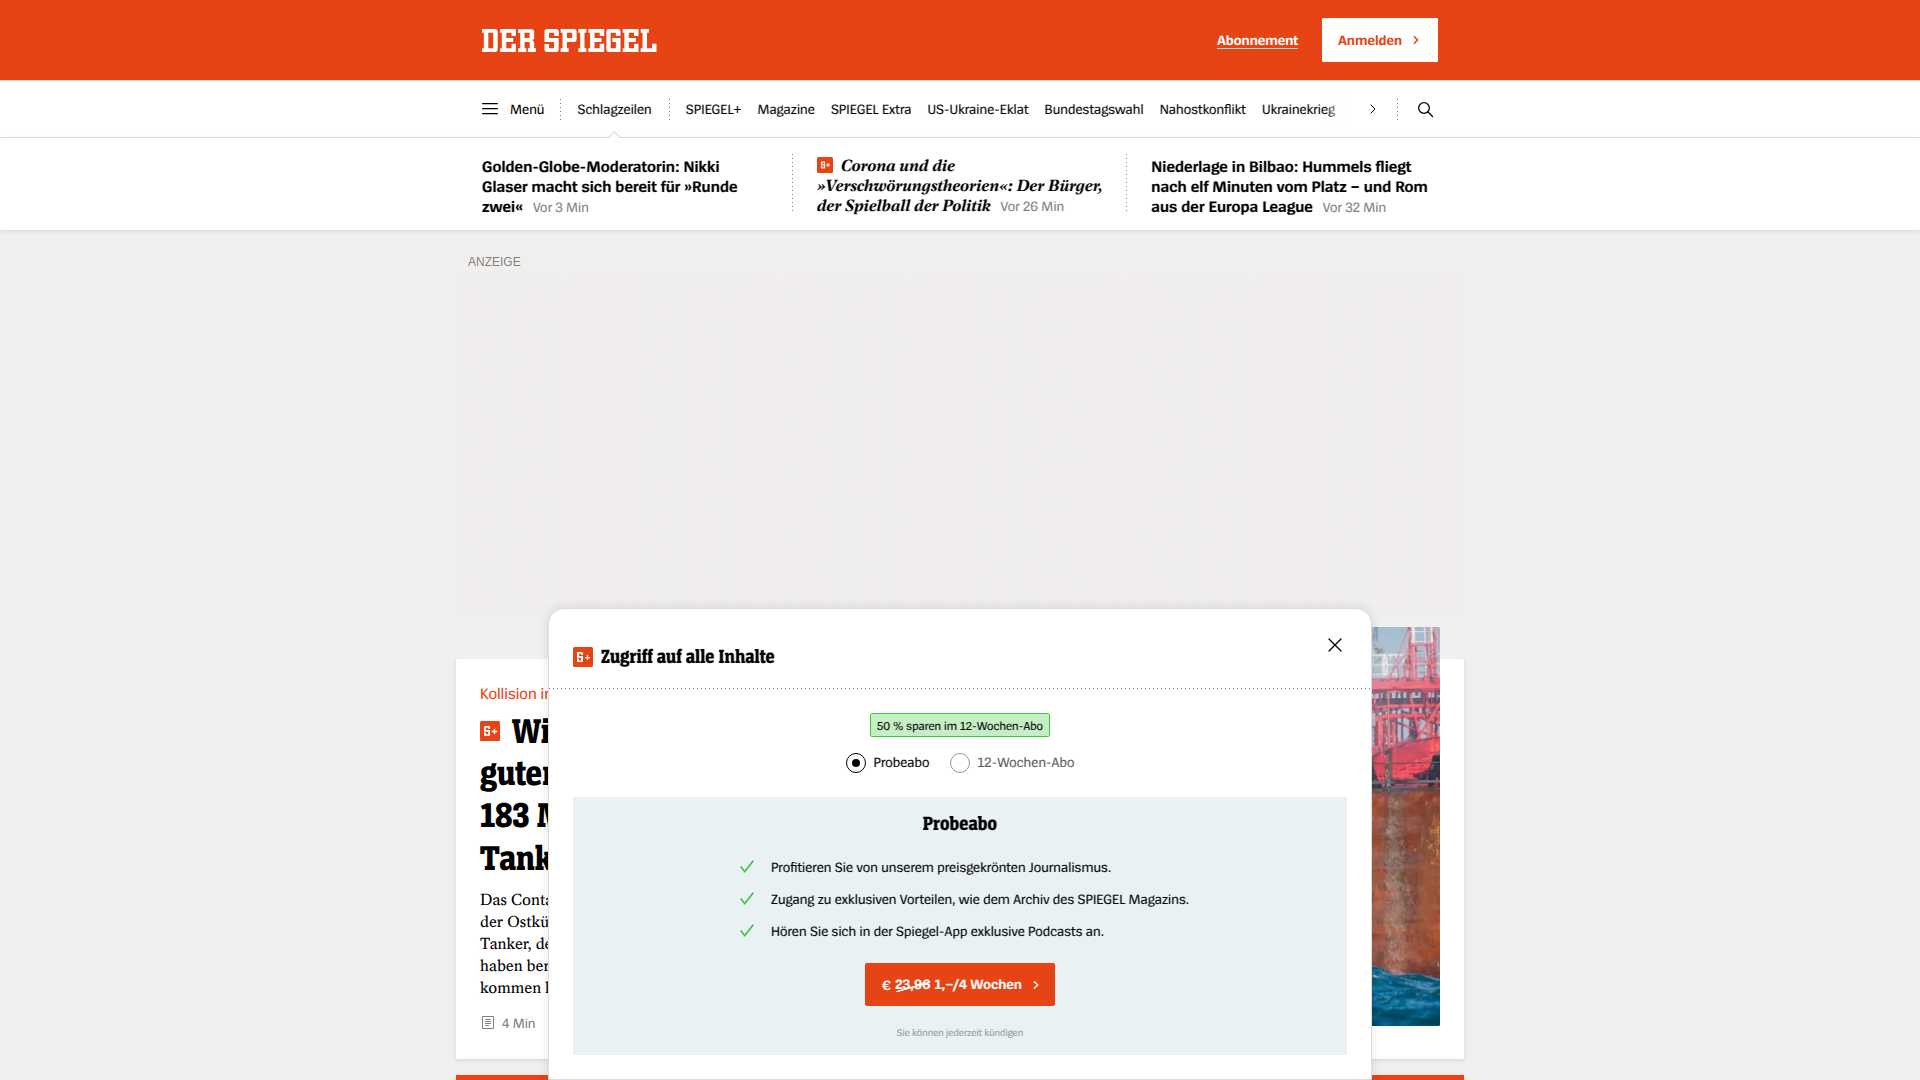 DER SPIEGEL
Abonnement
Anmelden
Menü
Schlagzeilen
SPIEGEL+
Magazine
SPIEGEL Extra
US-Ukraine-Eklat
Bundestagswahl
Nahostkonflikt
Ukrainekrieg
Golden-Globe-Moderatorin: Nikki
Glaser macht sich bereit für »Runde
zwei« Vor 3 Min
S+ Corona und die
»Verschwörungstheorien«: Der Bürger,
der Spielball der Politik Vor 26 Min
Niederlage in Bilbao: Hummels fliegt
nach elf Minuten vom Platz – und Rom
aus der Europa League Vor 32 Min
ANZEIGE
S+ Zugriff auf alle Inhalte
50 % sparen im 12-Wochen-Abo
Probeabo
12-Wochen-Abo
Probeabo
Profitieren Sie von unserem preisgekrönten Journalismus.
Zugang zu exklusiven Vorteilen, wie dem Archiv des SPIEGEL Magazins.
Hören Sie sich in der Spiegel-App exklusive Podcasts an.
€ 23,96 1,–/4 Wochen
Sie können jederzeit kündigen
Kollision
S+ Wi
guter
183
Tank
Das Conta
der Ostkü
Tanker, de
haben ber
kommen
4 Min